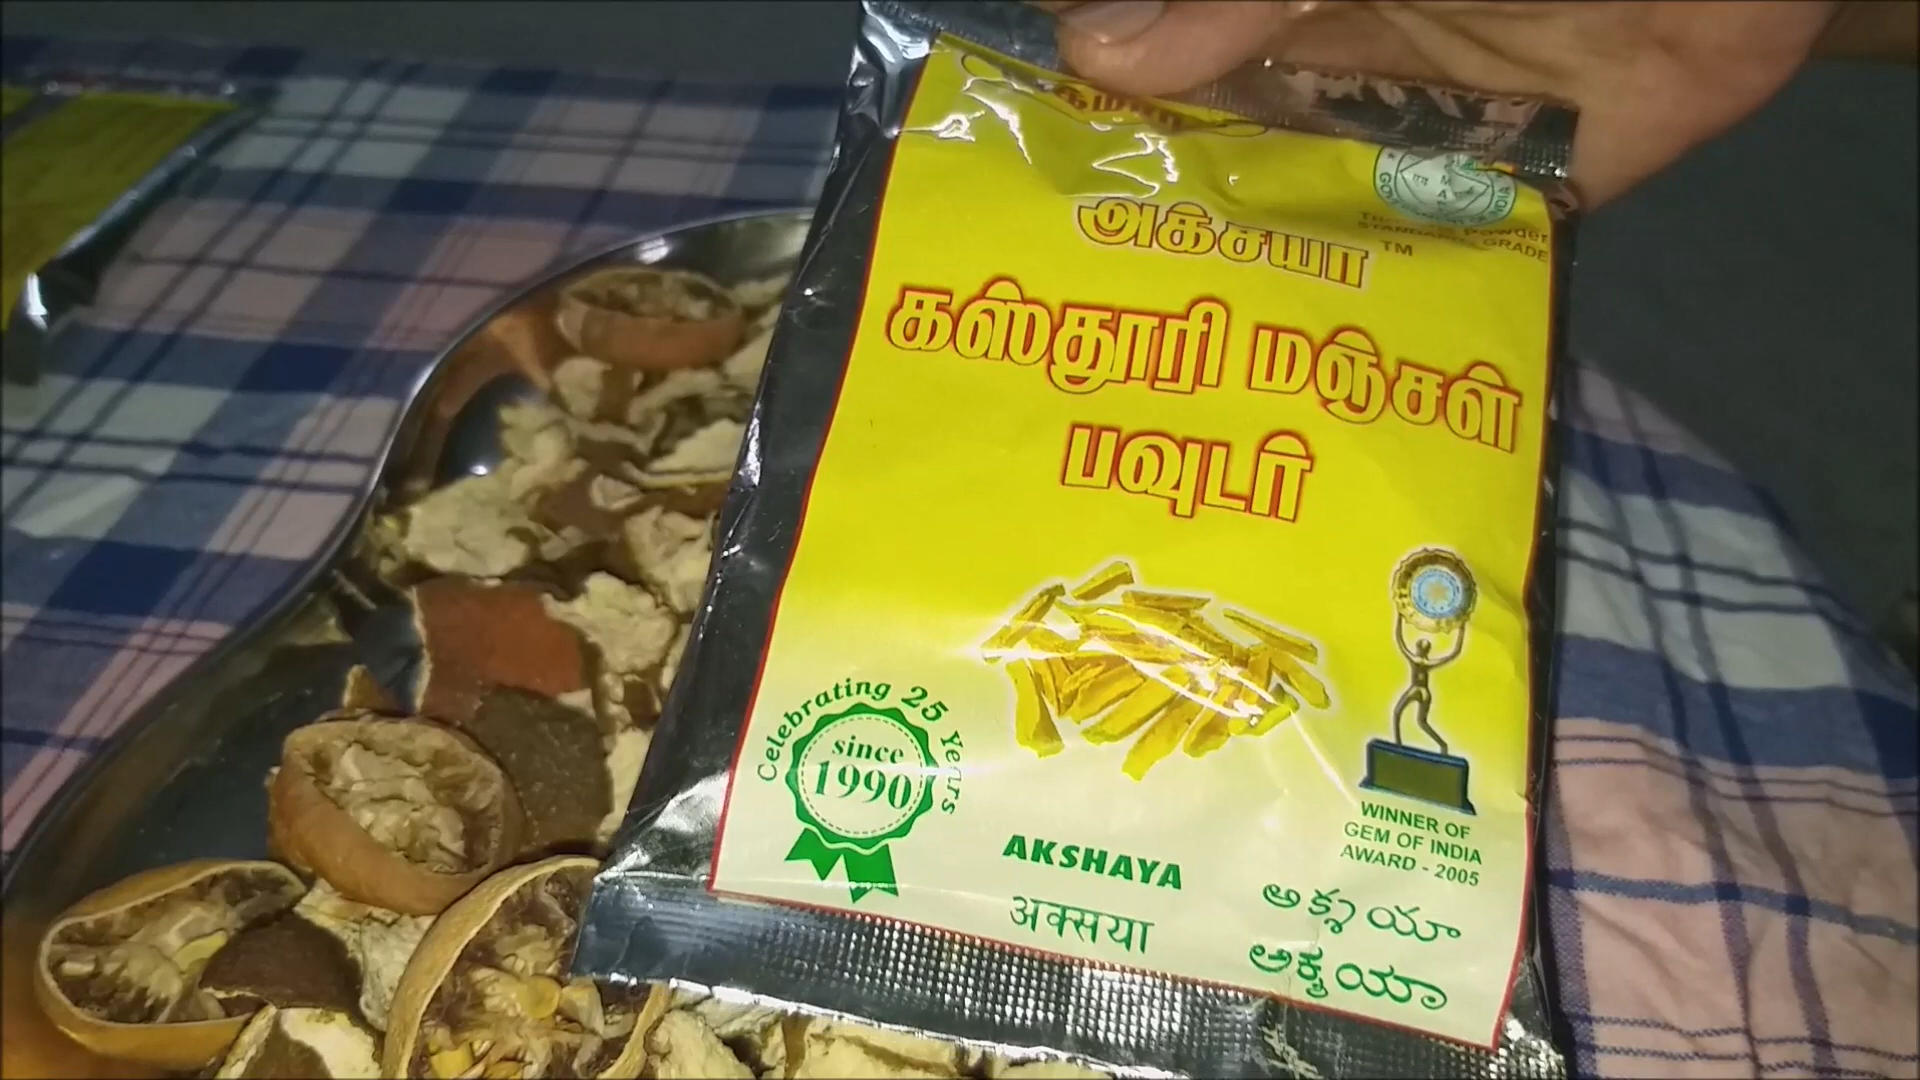 அக்சயா
TM
STANDARD GRADE
கஸ்தூரி மஞ்சள்
பவுடர்
Celebrating 25 Years
since
1990
WINNER OF
GEM OF INDIA
AWARD - 2005
AKSHAYA
अक्सया